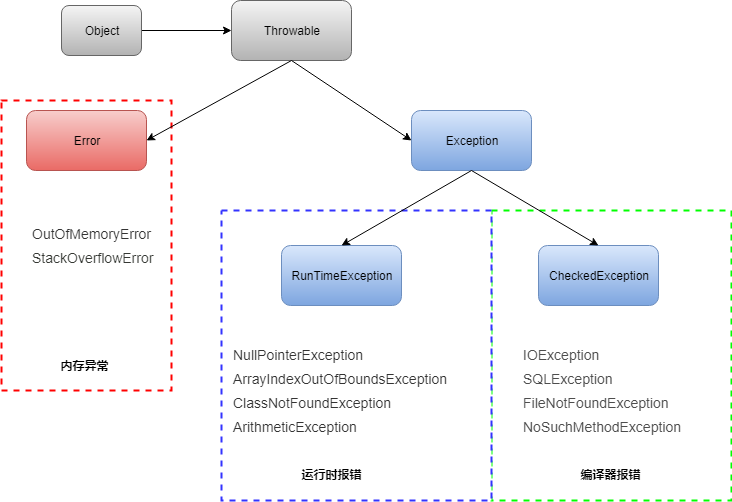 Object
Throwable
Error
Exception
OutOfMemoryError
StackOverflowError
内存异常
RunTimeException
CheckedException
NullPointerException
ArrayIndexOutOfBoundsException
ClassNotFoundException
ArithmeticException
运行时报错
IOException
SQLException
FileNotFoundException
NoSuchMethodException
编译器报错